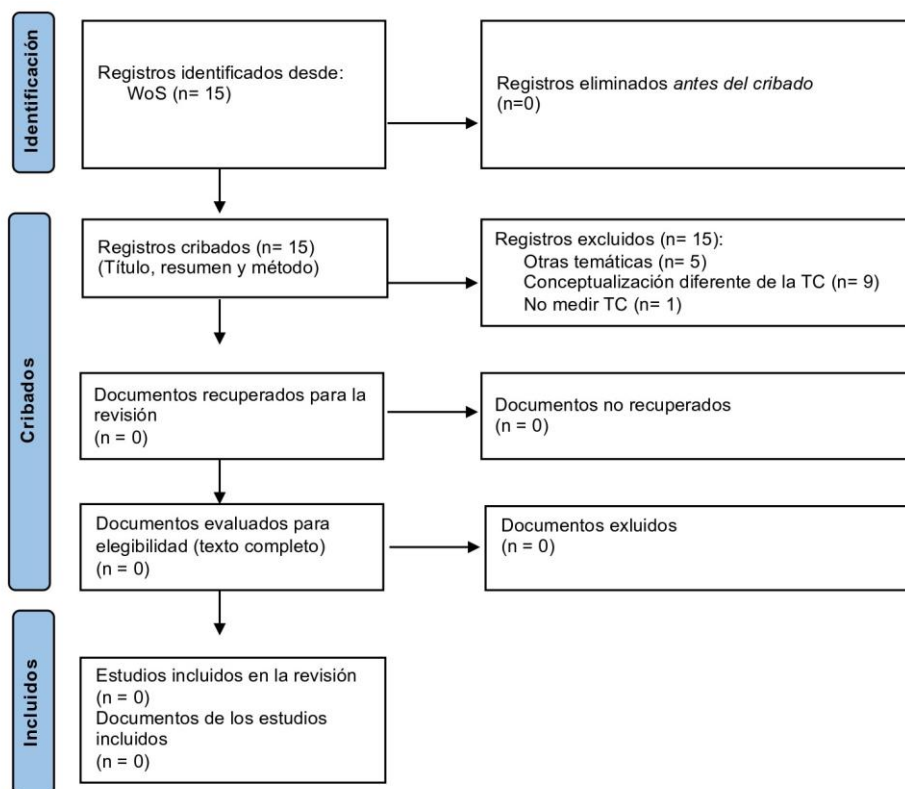 Identificación
Registros identificados desde:
WoS (n= 15)
Registros eliminados antes del cribado
(n=0)
Cribados
Registros cribados (n= 15)
(Título, resumen y método)
Registros excluidos (n= 15):
Otras temáticas (n= 5)
Conceptualización diferente de la TC (n= 9)
No medir TC (n= 1)
Documentos recuperados para la
revisión
(n = 0)
Documentos no recuperados
(n = 0)
Documentos evaluados para
elegibilidad (texto completo)
(n = 0)
Documentos exluidos
(n = 0)
Incluidos
Estudios incluidos en la revisión
(n = 0)
Documentos de los estudios
incluidos
(n = 0)